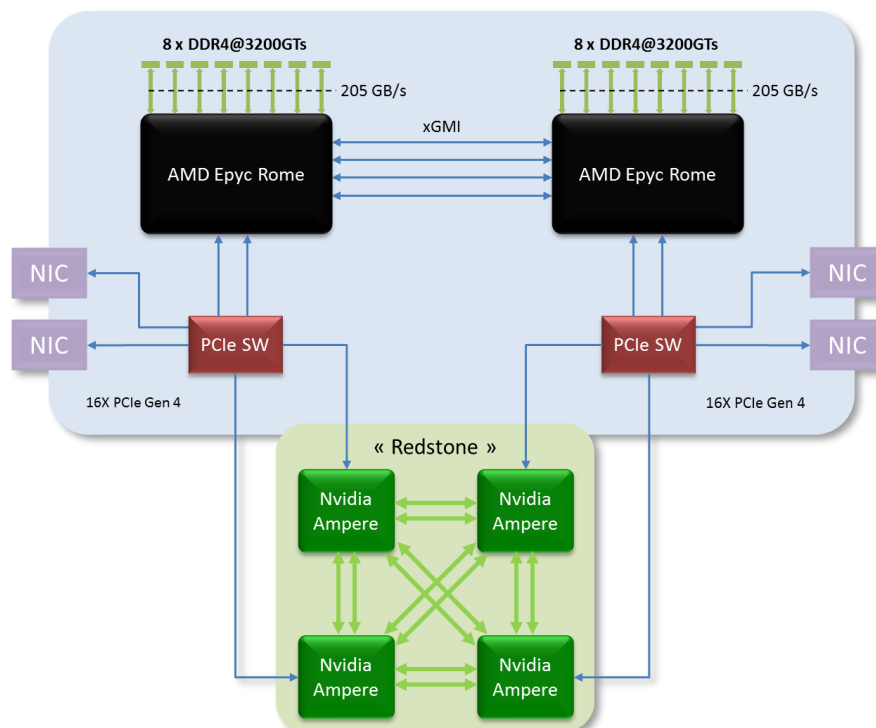 8 x DDR4@3200GTs
8 x DDR4@3200GTs
205 GB/s
205 GB/s
xGMI
AMD Epyc Rome
AMD Epyc Rome
NIC
NIC
NIC
NIC
PCIe SW
PCIe SW
16X PCIe Gen 4
16X PCIe Gen 4
« Redstone »
Nvidia
Ampere
Nvidia
Ampere
Nvidia
Ampere
Nvidia
Ampere